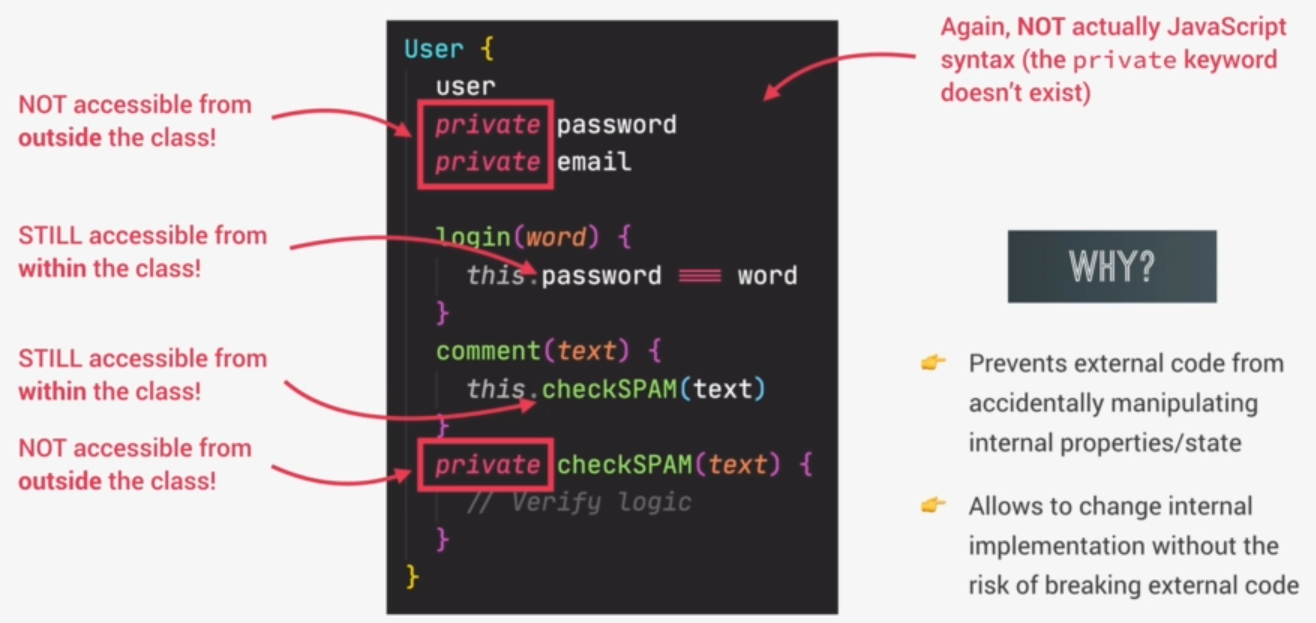 Again, NOT actually JavaScript
syntax (the private keyword
doesn't exist)
NOT accessible from
outside the class!
STILL accessible from
within the class!
STILL accessible from
within the class!
NOT accessible from
outside the class!
User {
user
private password
private email
login(word) {
this.password === word
}
comment(text) {
this.checkSPAM(text)
}
private checkSPAM(text) {
// Verify logic
}
}
WHY?
Prevents external code from
accidentally manipulating
internal properties/state
Allows to change internal
implementation without the
risk of breaking external code